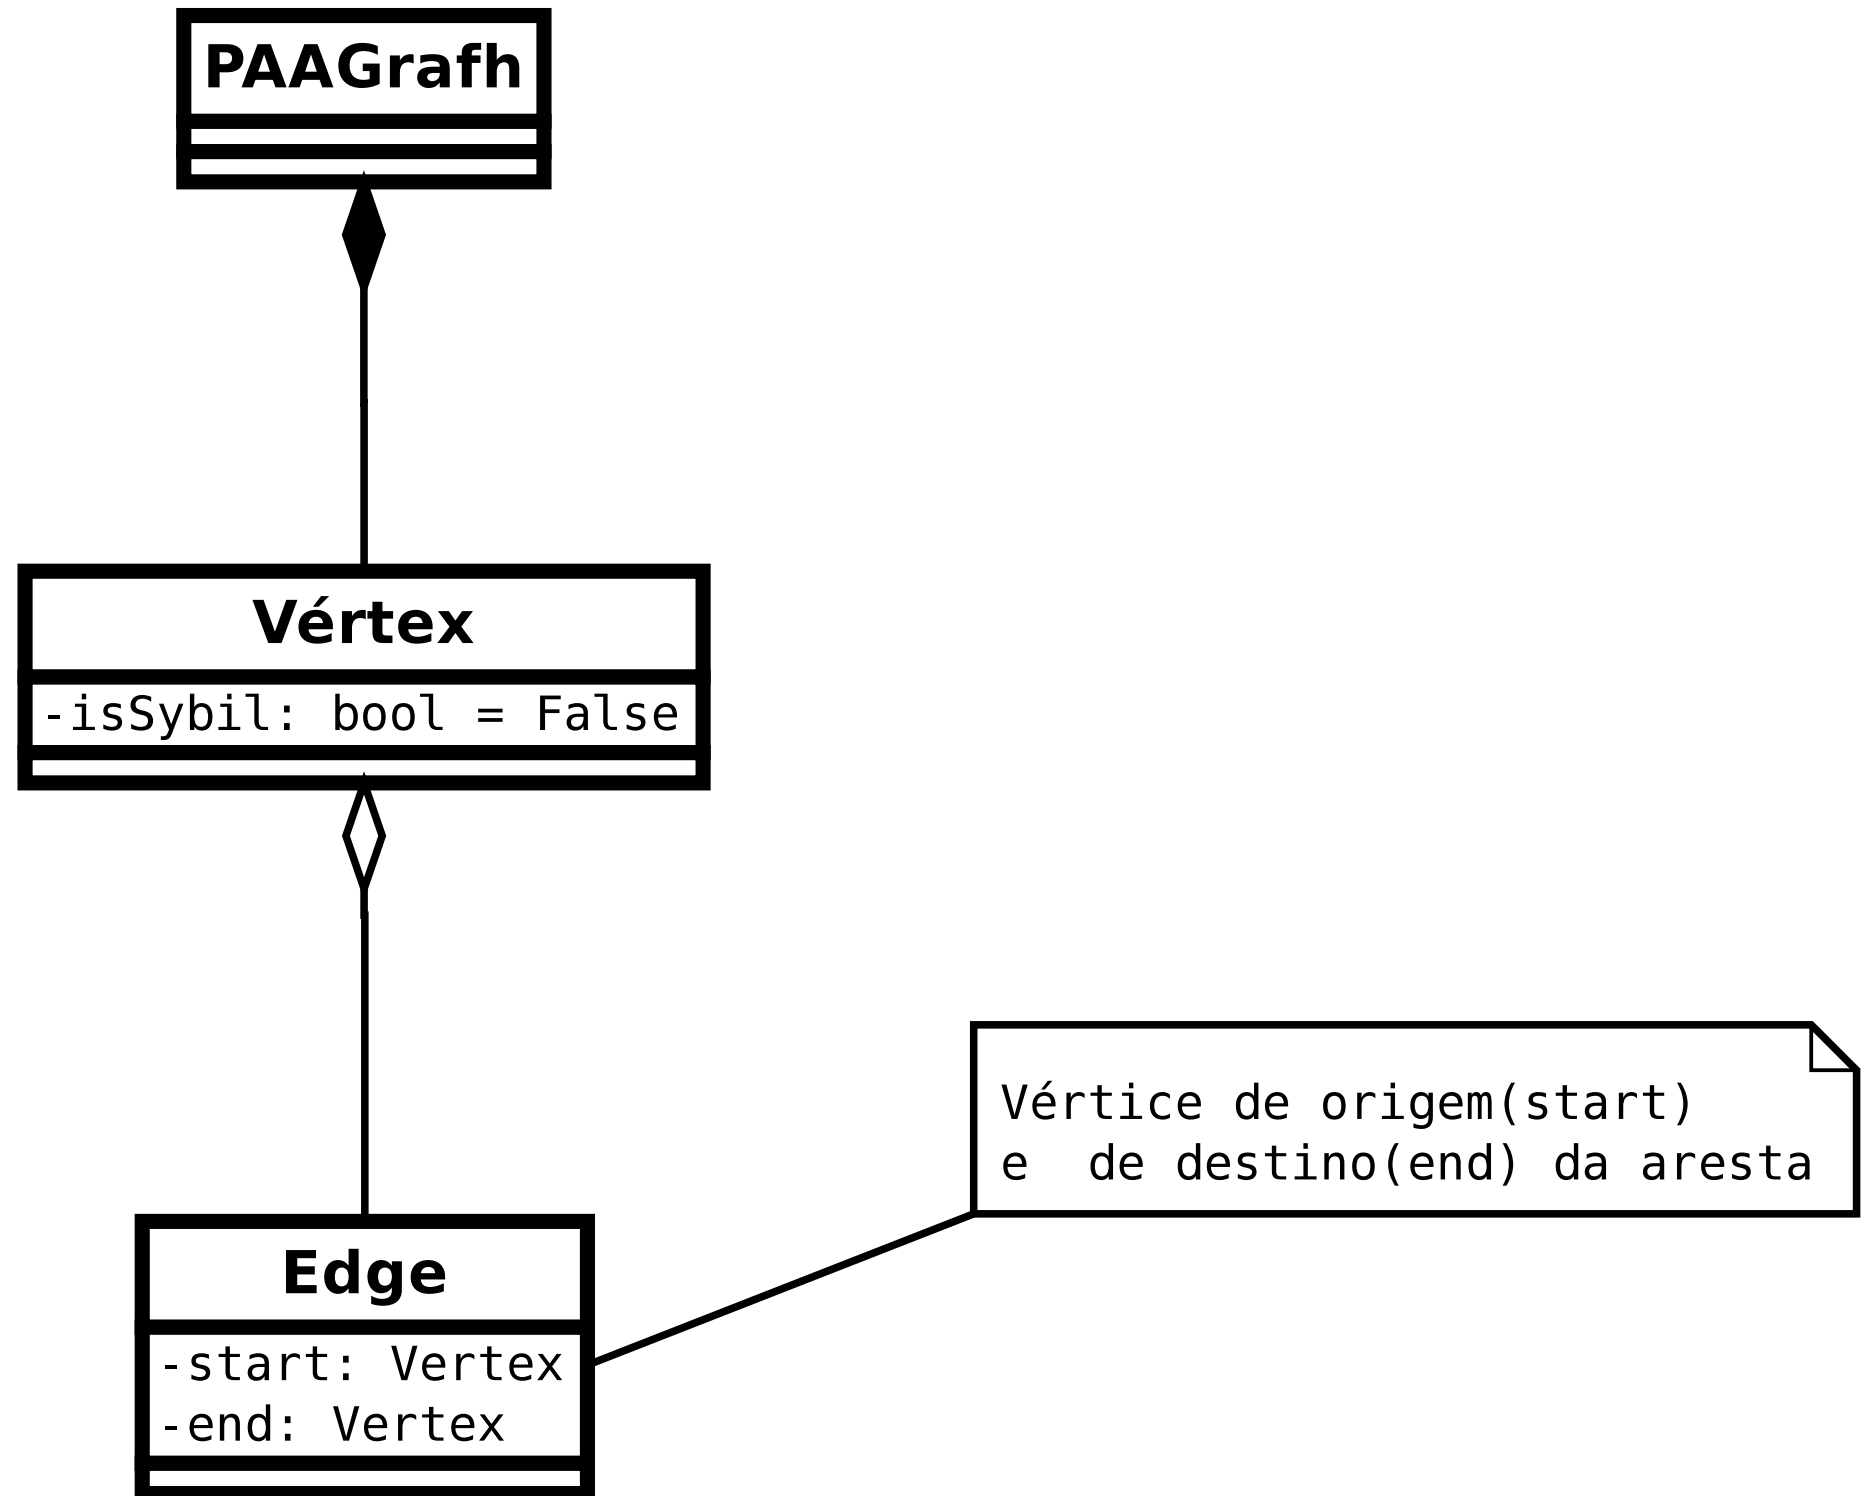 PAAGrafh
Vértex
-isSybil: bool = False
Vértice de origem(start)
e  de destino(end) da aresta
Edge
-start: Vertex
-end: Vertex